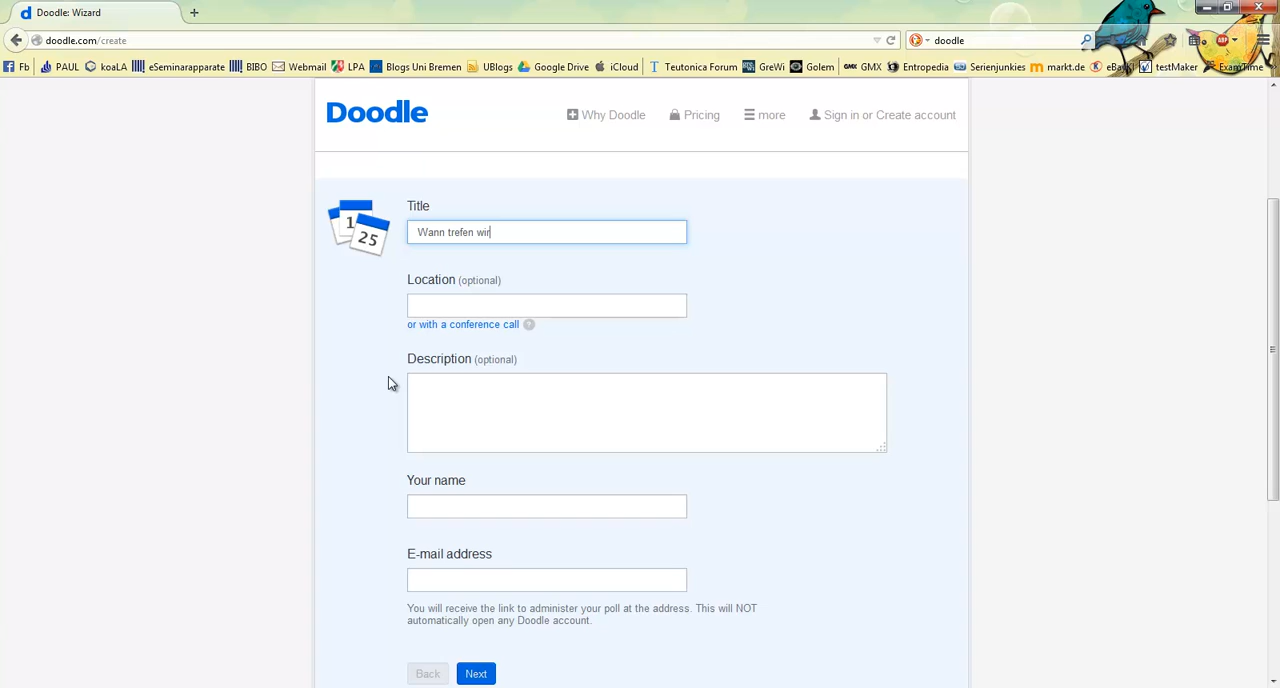 Doodle: Wizard
doodle.com/create
doodle
Fb PAUL koaLA eSeminarapparate BIBO Webmail LPA Blogs Uni UBlogs Google Drive iCloud Teutonica Forum GreWi Golem GMX Entropedia Serienjunkies markt.de eBayKl testMaker ExamTime
Doodle Why Doodle Pricing more Sign in or Create account
Title
1
25
Wann trefen wir
Location (optional)
or with a conference call ?
Description (optional)
Your name
E-mail address
You will receive the link to administer your poll at the address. This will NOT
automatically open any Doodle account.
Back Next